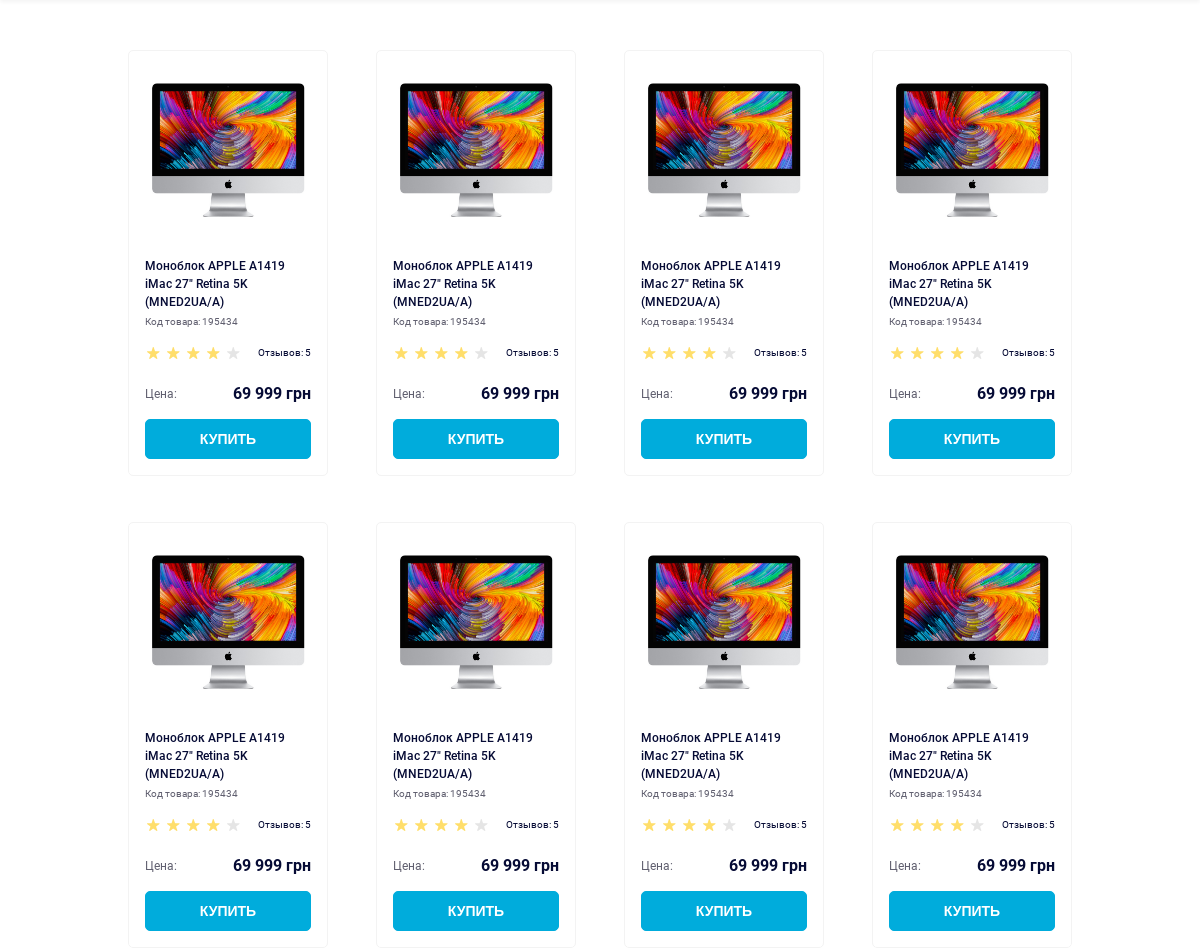 Моноблок APPLE A1419
iMac 27" Retina 5K
(MNED2UA/A)
Код товара: 195434
Отзывов: 5
Цена: 69 999 грн
КУПИТЬ
Моноблок APPLE A1419
iMac 27" Retina 5K
(MNED2UA/A)
Код товара: 195434
Отзывов: 5
Цена: 69 999 грн
КУПИТЬ
Моноблок APPLE A1419
iMac 27" Retina 5K
(MNED2UA/A)
Код товара: 195434
Отзывов: 5
Цена: 69 999 грн
КУПИТЬ
Моноблок APPLE A1419
iMac 27" Retina 5K
(MNED2UA/A)
Код товара: 195434
Отзывов: 5
Цена: 69 999 грн
КУПИТЬ
Моноблок APPLE A1419
iMac 27" Retina 5K
(MNED2UA/A)
Код товара: 195434
Отзывов: 5
Цена: 69 999 грн
КУПИТЬ
Моноблок APPLE A1419
iMac 27" Retina 5K
(MNED2UA/A)
Код товара: 195434
Отзывов: 5
Цена: 69 999 грн
КУПИТЬ
Моноблок APPLE A1419
iMac 27" Retina 5K
(MNED2UA/A)
Код товара: 195434
Отзывов: 5
Цена: 69 999 грн
КУПИТЬ
Моноблок APPLE A1419
iMac 27" Retina 5K
(MNED2UA/A)
Код товара: 195434
Отзывов: 5
Цена: 69 999 грн
КУПИТЬ